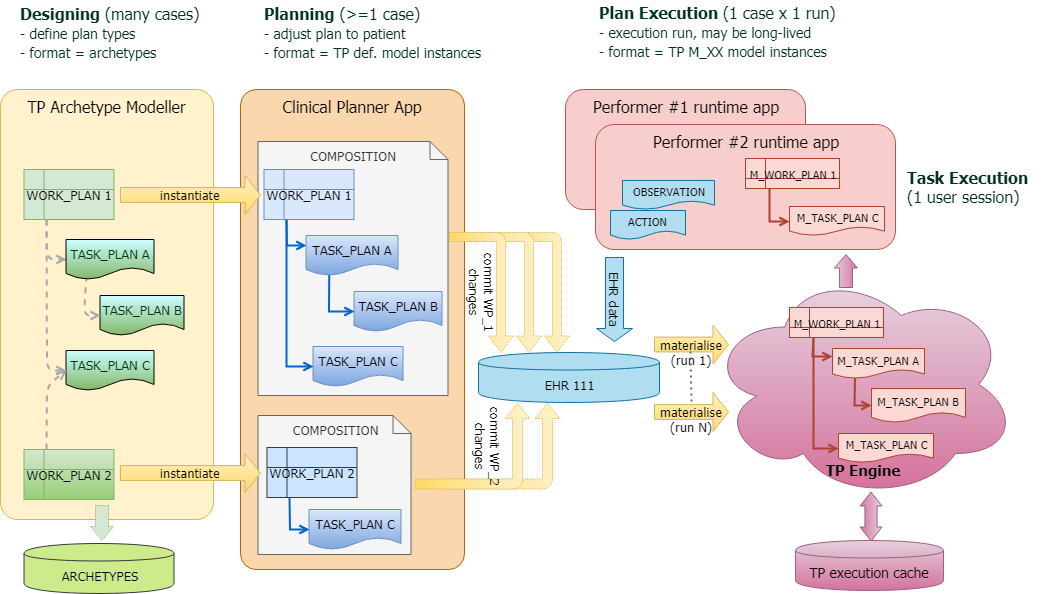 Designing (many cases)
- define plan types
- format = archetypes
Planning (>=1 case)
- adjust plan to patient
- format = TP def. model instances
Plan Execution (1 case x 1 run)
- execution run, may be long-lived
- format = TP M_XX model instances
TP Archetype Modeller
WORK_PLAN 1
TASK_PLAN A
TASK_PLAN B
TASK_PLAN C
WORK_PLAN 2
ARCHETYPES
instantiate
instantiate
Clinical Planner App
COMPOSITION
WORK_PLAN 1
TASK_PLAN A
TASK_PLAN B
TASK_PLAN C
COMPOSITION
WORK_PLAN 2
TASK_PLAN C
commit WP_1
changes
commit WP_2
changes
EHR 111
EHR data
Performer #1 runtime app
Performer #2 runtime app
OBSERVATION
ACTION
M_WORK_PLAN 1
M_TASK_PLAN C
Task Execution
(1 user session)
materialise
(run 1)
materialise
(run N)
M_WORK_PLAN 1
M_TASK_PLAN A
M_TASK_PLAN B
M_TASK_PLAN C
TP Engine
TP execution cache